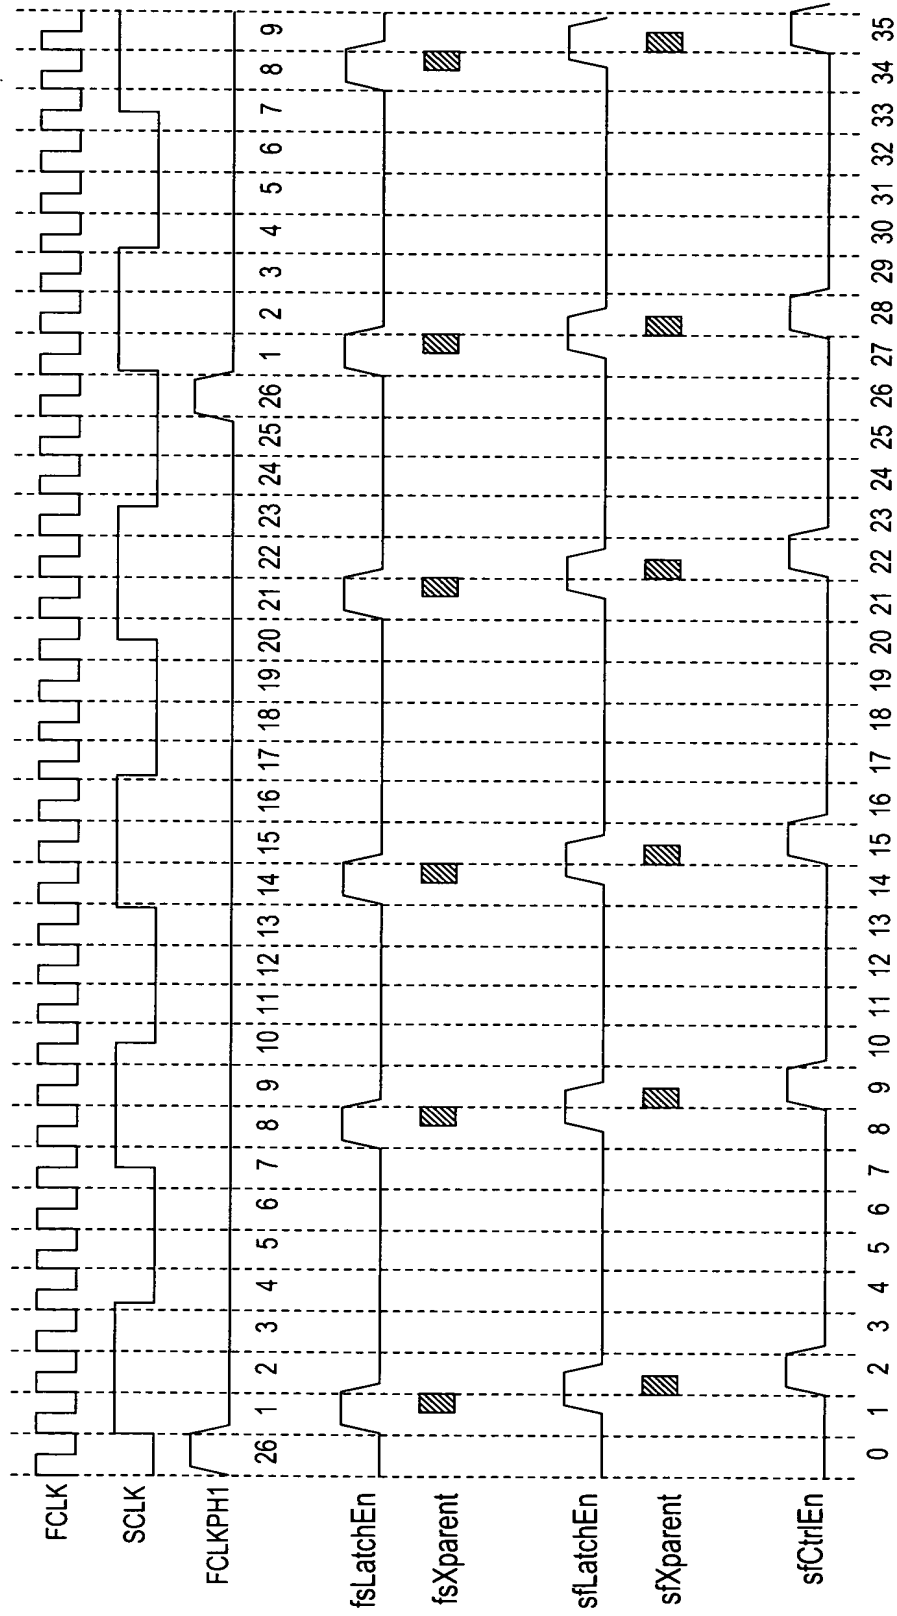 FCLK
SCLK
FCLKPH1
26 1 2 3 4 5 6 7 8 9 10 11 12 13 14 15 16 17 18 19 20 21 22 23 24 25 26 1 2 3 4 5 6 7 8 9
fsLatchEn
fsXparent
sfLatchEn
sfXparent
sfCtrlEn
0 1 2 3 4 5 6 7 8 9 10 11 12 13 14 15 16 17 18 19 20 21 22 23 24 25 26 27 28 29 30 31 32 33 34 35